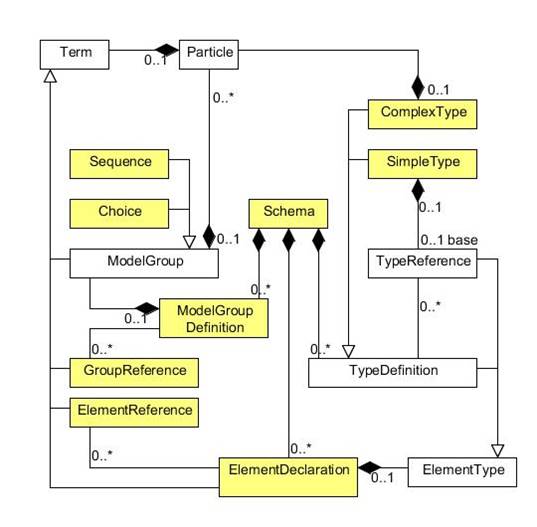 Term
Particle
0..1
0..1
ComplexType
0..*
Sequence
SimpleType
Choice
Schema
0..1
0..1
0..1 base
ModelGroup
TypeReference
0..*
0..1
ModelGroup
Definition
0..*
0..*
0..*
GroupReference
TypeDefinition
ElementReference
0..*
0..*
ElementDeclaration
0..1
ElementType